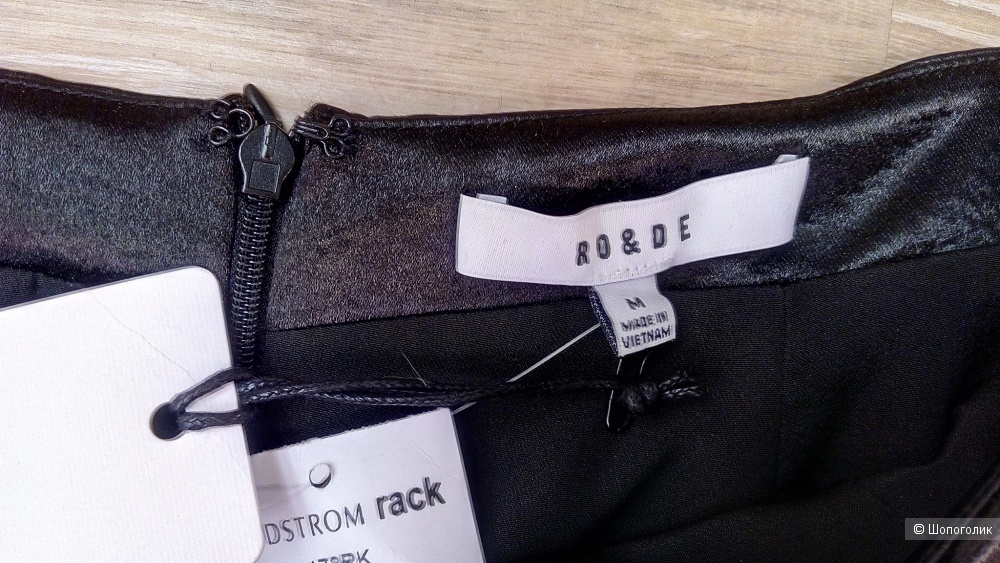 RO&DE
M
MADE IN
VIETNAM
DSTROM rack
© Шопоголик